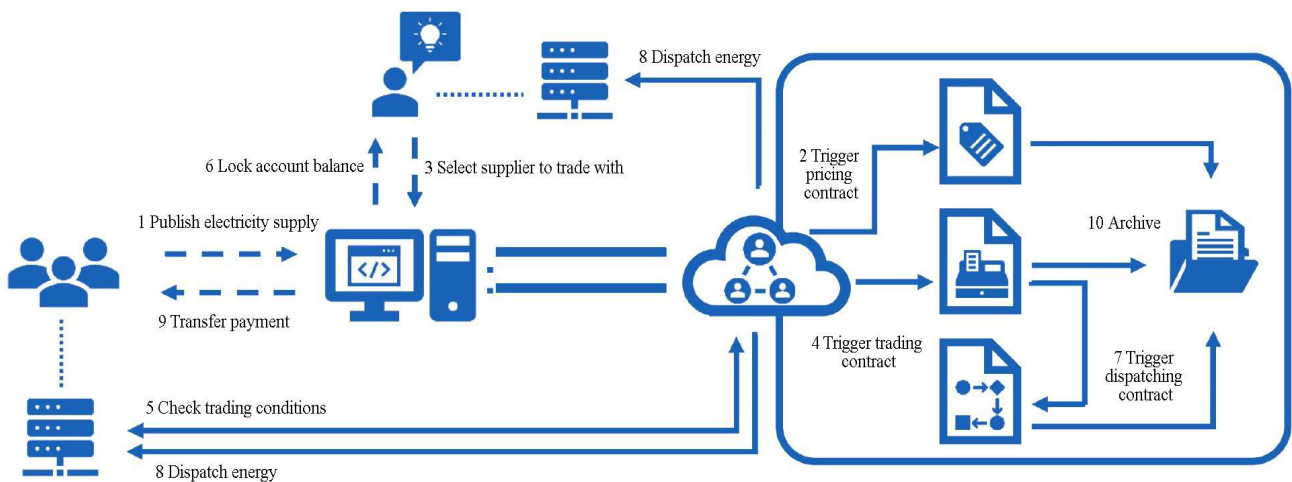 8 Dispatch energy
6 Lock account balance
3 Select supplier to trade with
2 Trigger
pricing
contract
1 Publish electricity supply
</>
10 Archive
9 Transfer payment
4 Trigger trading
contract
7 Trigger
dispatching
contract
5 Check trading conditions
8 Dispatch energy